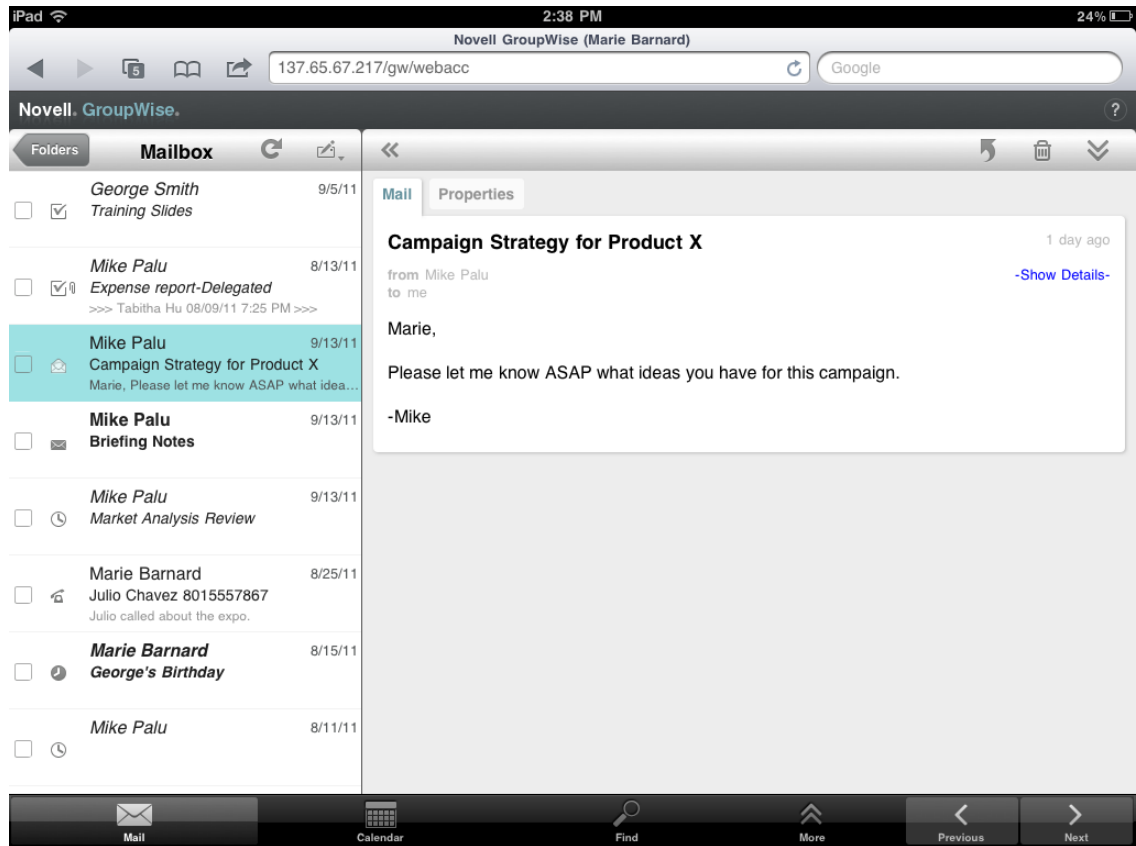 iPad 2:38 PM 24%
Novell GroupWise (Marie Barnard)
5 137.65.67.217/gw/webacc Google
Novell. GroupWise. ?
Folders Mailbox
George Smith 9/5/11
Training Slides
Mike Palu 8/13/11
Expense report-Delegated
>>> Tabitha Hu 08/09/11 7:25 PM >>>
Mike Palu 9/13/11
Campaign Strategy for Product X
Marie, Please let me know ASAP what idea...
Mike Palu 9/13/11
Briefing Notes
Mike Palu 9/13/11
Market Analysis Review
Marie Barnard 8/25/11
Julio Chavez 8015557867
Julio called about the expo.
Marie Barnard 8/15/11
George's Birthday
Mike Palu 8/11/11
Mail Properties
Campaign Strategy for Product X 1 day ago
from Mike Palu -Show Details-
to me
Marie,
Please let me know ASAP what ideas you have for this campaign.
-Mike
Mail Calendar Find More Previous Next